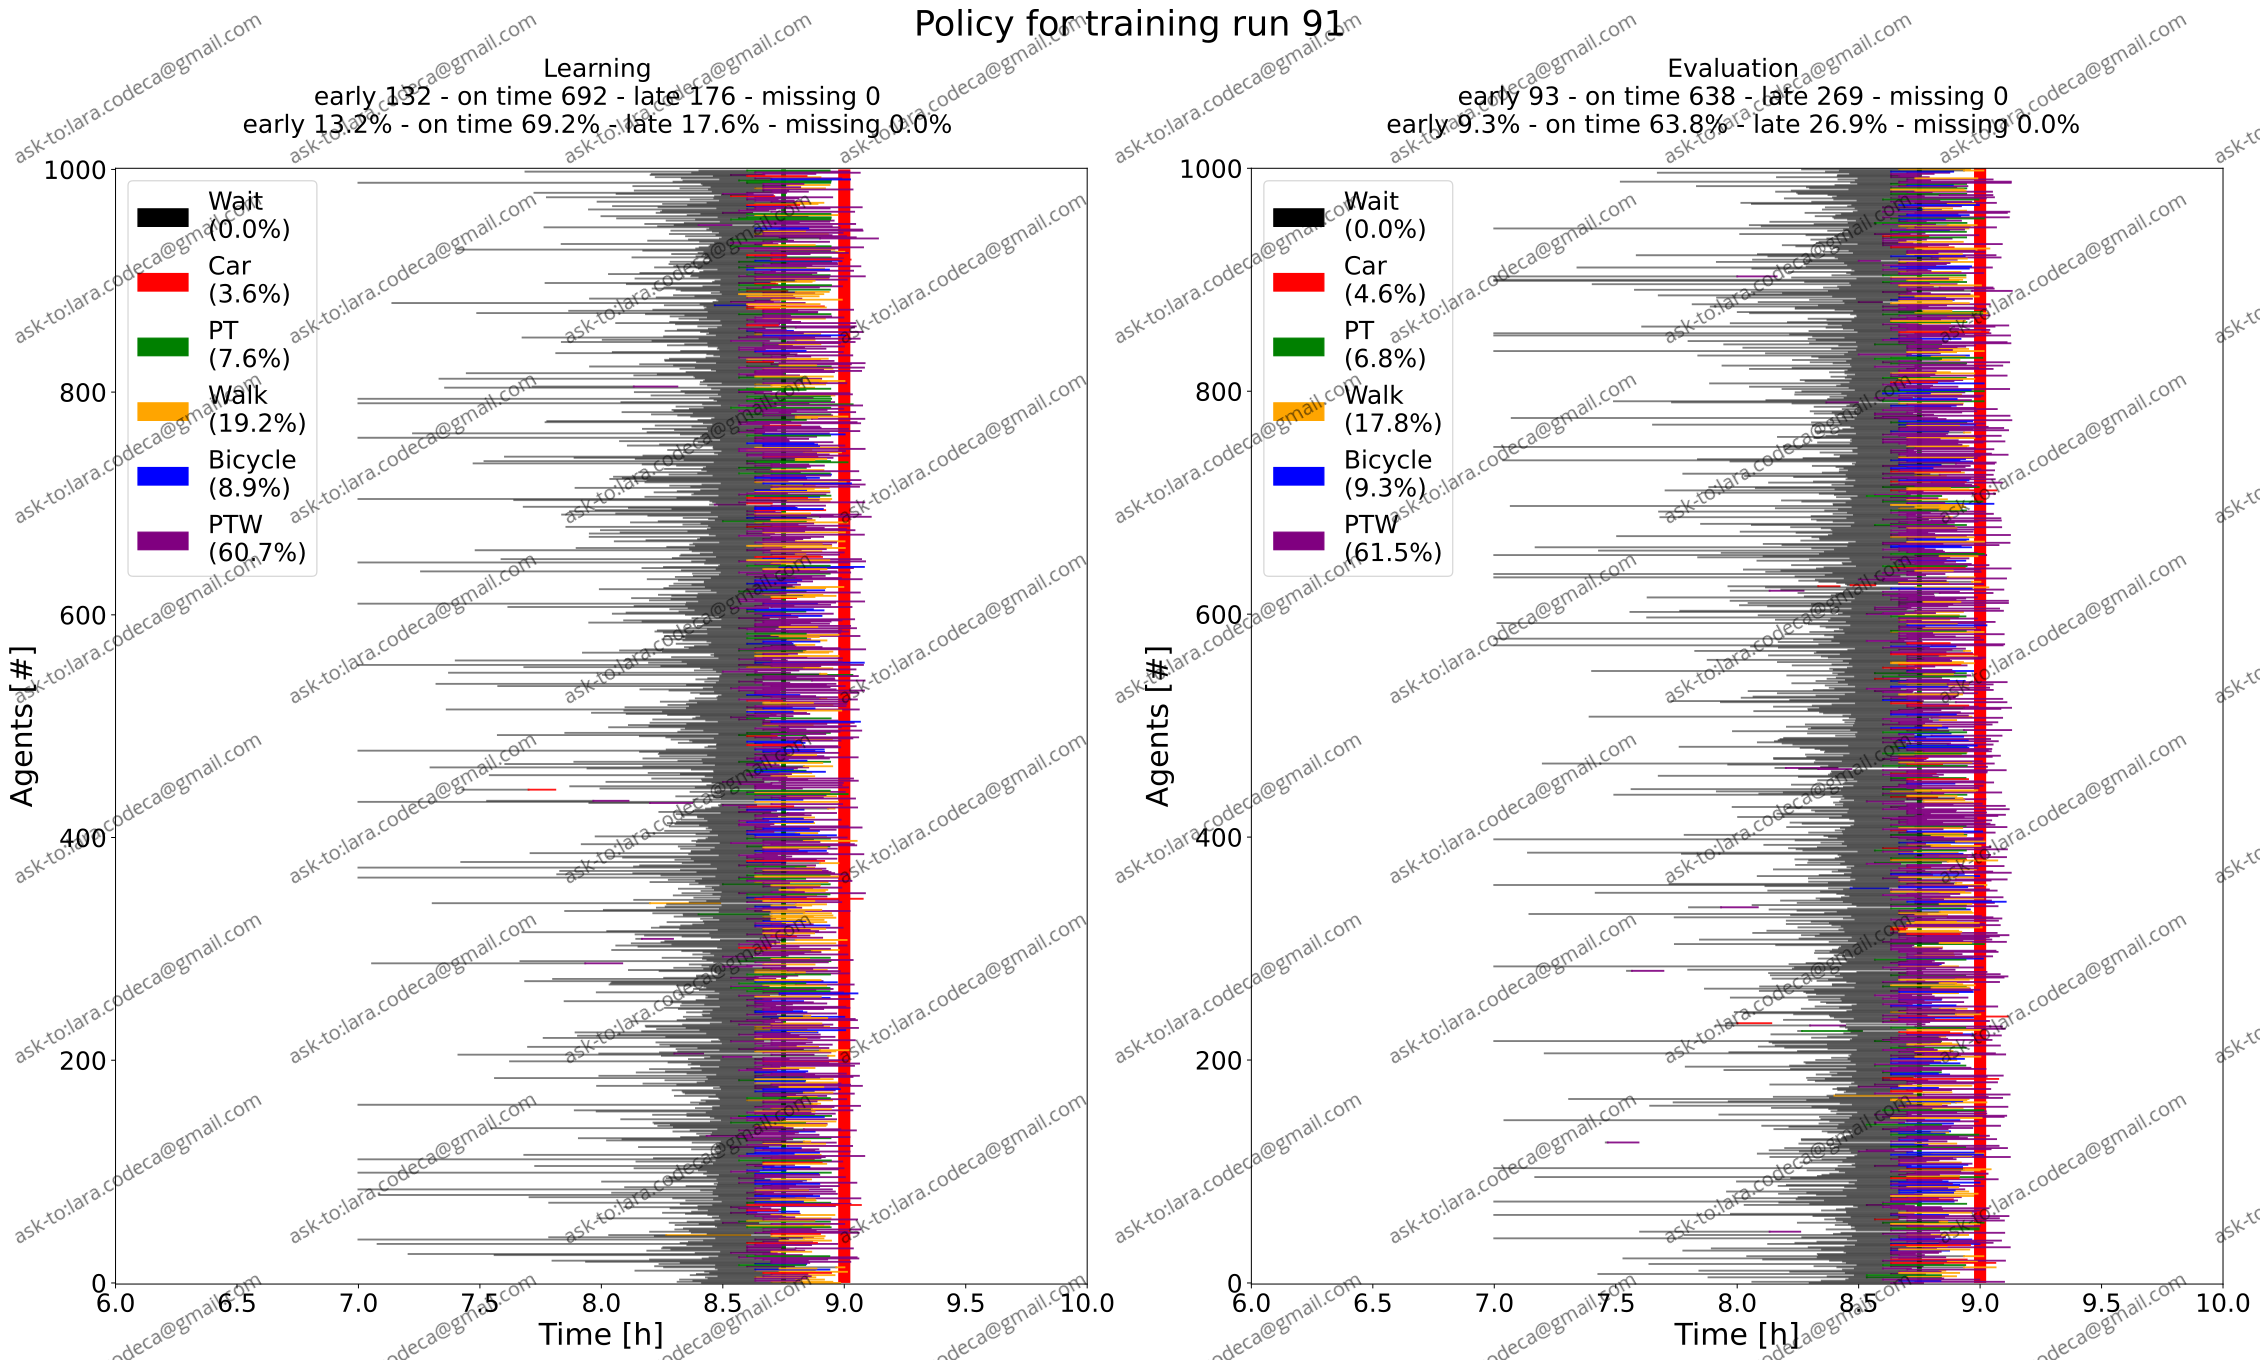 Policy for training run 91
Learning
early 132 - on time 692 - late 176 - missing 0
early 13.2% - on time 69.2% - late 17.6% - missing 0.0%
1000
800
600
400
200
0
Agents [#]
Wait
(0.0%)
Car
(3.6%)
PT
(7.6%)
Walk
(19.2%)
Bicycle
(8.9%)
PTW
(60.7%)
6.0 6.5 7.0 7.5 8.0 8.5 9.0 9.5 10.0
Time [h]
Evaluation
early 93 - on time 638 - late 269 - missing 0
early 9.3% - on time 63.8% - late 26.9% - missing 0.0%
1000
800
600
400
200
0
Agents [#]
Wait
(0.0%)
Car
(4.6%)
PT
(6.8%)
Walk
(17.8%)
Bicycle
(9.3%)
PTW
(61.5%)
6.0 6.5 7.0 7.5 8.0 8.5 9.0 9.5 10.0
Time [h]
ask-to:lara.codeca@gmail.com